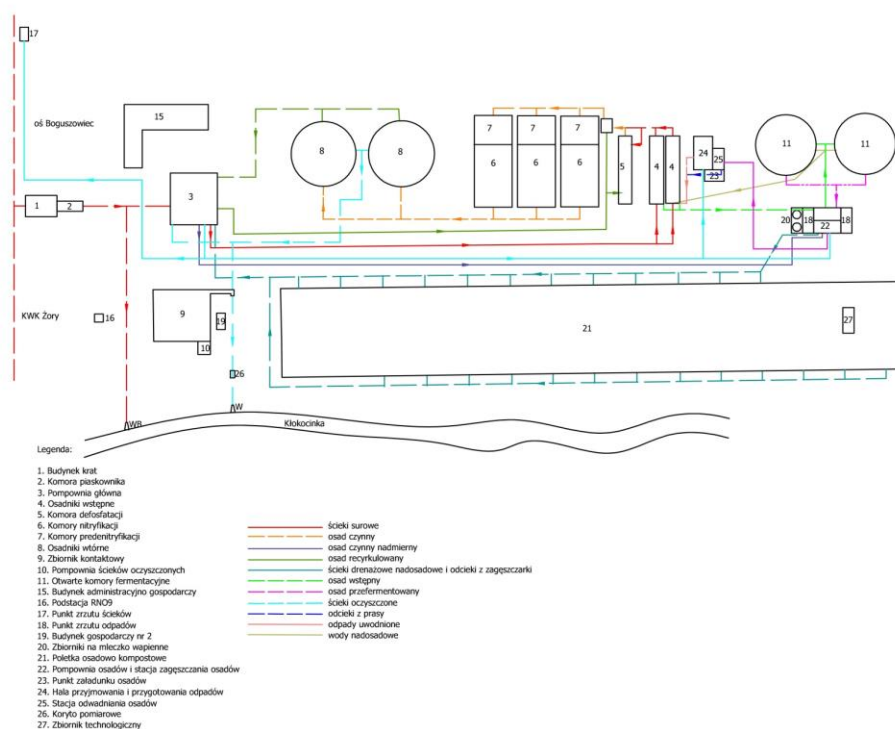 17
oś Boguszowiec
15
8
8
7
7
7
6
6
6
5
4
4
24
25
23
11
11
1
2
3
20
18
22
18
KWK Żory
16
9
19
10
21
27
26
W
WR
Kłokocinka
Legenda:
1. Budynek krat
2. Komora piaskownika
3. Pompownia główna
4. Osadniki wstępne
5. Komora defosfatacji
6. Komory nitryfikacji
7. Komory predenitryfikacji
8. Osadniki wtórne
9. Zbiornik kontaktowy
10. Pompownia ścieków oczyszczonych
11. Otwarte komory fermentacyjne
15. Budynek administracyjno gospodarczy
16. Podstacja RNO9
17. Punkt zrzutu ścieków
18. Punkt zrzutu odpadów
19. Budynek gospodarczy nr 2
20. Zbiorniki na mleczko wapienne
21. Poletka osadowo kompostowe
22. Pompownia osadów i stacja zagęszczania osadów
23. Punkt załadunku osadów
24. Hala przyjmowania i przygotowania odpadów
25. Stacja odwadniania osadów
26. Koryto pomiarowe
27. Zbiornik technologiczny
ścieki surowe
osad czynny
osad czynny nadmierny
osad recyrkulowany
ścieki drenażowe nadosadowe i odcieki z zagęszczarki
osad wstępny
osad przefermentowany
ścieki oczyszczone
odcieki z prasy
odpady uwodnione
wody nadosadowe